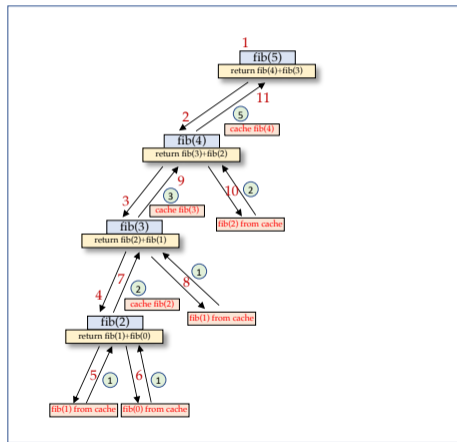 1
fib(5)
return fib(4)+fib(3)
2
11
5
cache fib(4)
fib(4)
return fib(3)+fib(2)
3
9
10
2
3
cache fib(3)
fib(2) from cache
fib(3)
return fib(2)+fib(1)
4
7
8
1
2
cache fib(2)
fib(1) from cache
fib(2)
return fib(1)+fib(0)
5
1
6
1
fib(1) from cache
fib(0) from cache